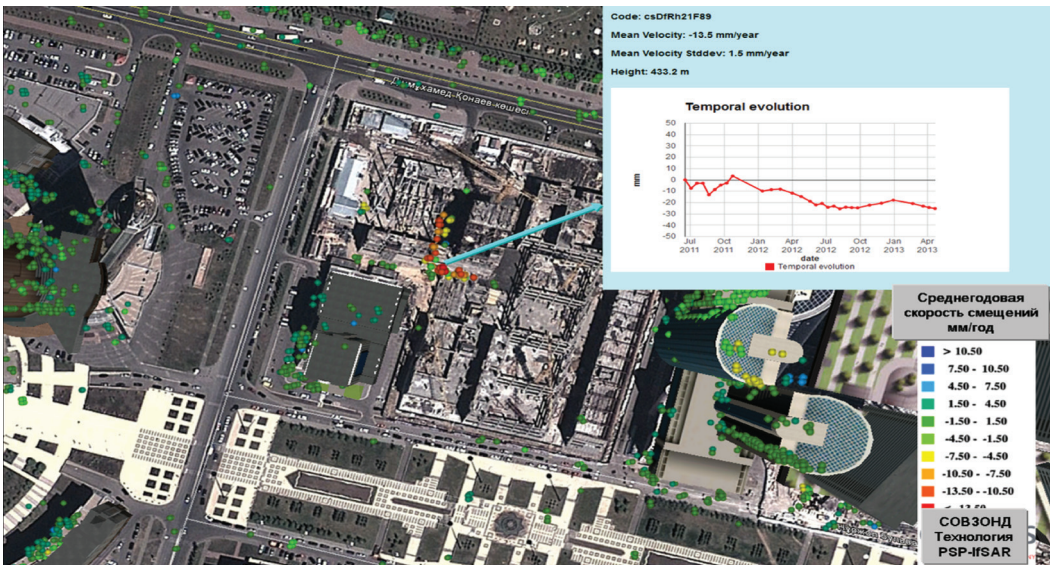 Code: csDfRh21F89
Mean Velocity: -13.5 mm/year
Mean Velocity Stddev: 1.5 mm/year
Height: 433.2 m
Temporal evolution
50
40
30
20
10
0
-10
-20
-30
-40
-50
mm
Jul Oct Jan Apr Jul Oct Jan Apr
2011 2011 2012 2012 2012 2012 2013 2013
date
Temporal evolution
мұхамед-Қонаев көшесі
Среднегодовая
скорость смещений
мм/год
> 10.50
7.50 - 10.50
4.50 - 7.50
1.50 - 4.50
-1.50 - 1.50
-4.50 - -1.50
-7.50 - -4.50
-10.50 - -7.50
-13.50 - -10.50
СОВЗОНД
Технология
PSP-IfSAR